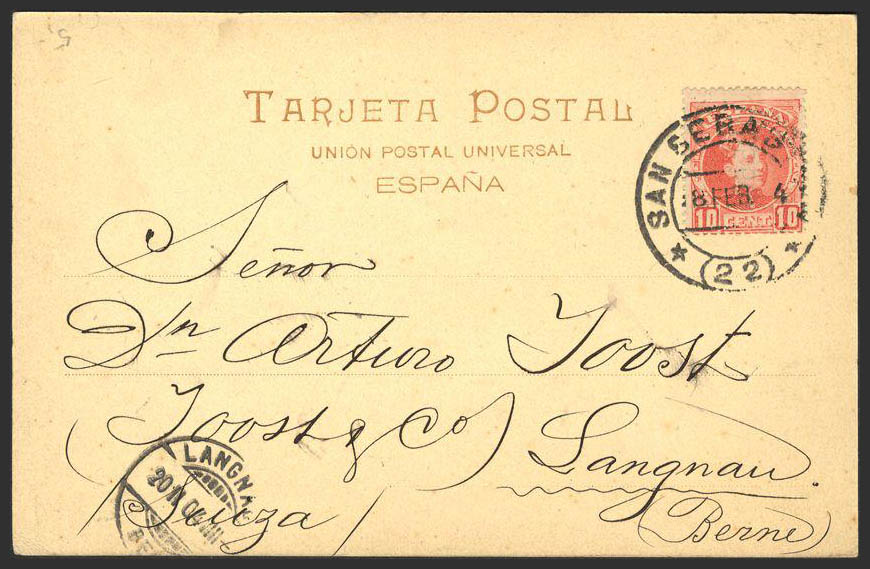 TARJETA POSTAL
UNIÓN POSTAL UNIVERSAL
ESPAÑA
SAN SEBAS
8 FEB. 4
(22)
10 CENT. 10
Señor
Dn Arturo Joost
(Joost & Co) Langnau
(Suiza)
(Berne)
LANGNA